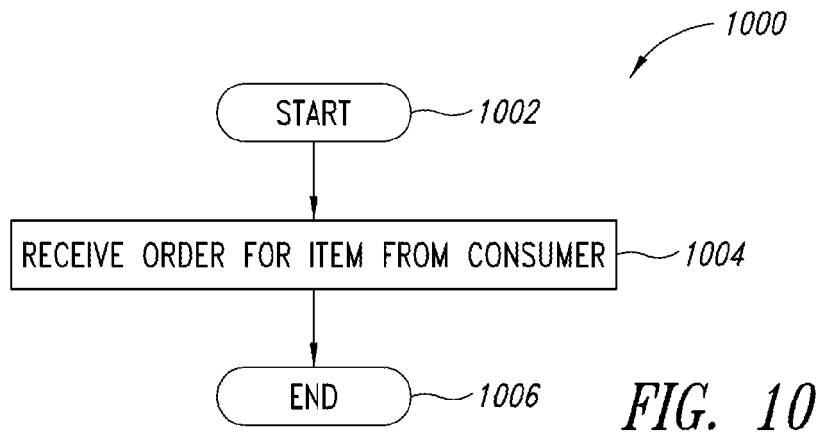 1000
START
1002
RECEIVE ORDER FOR ITEM FROM CONSUMER
1004
END
1006
FIG. 10